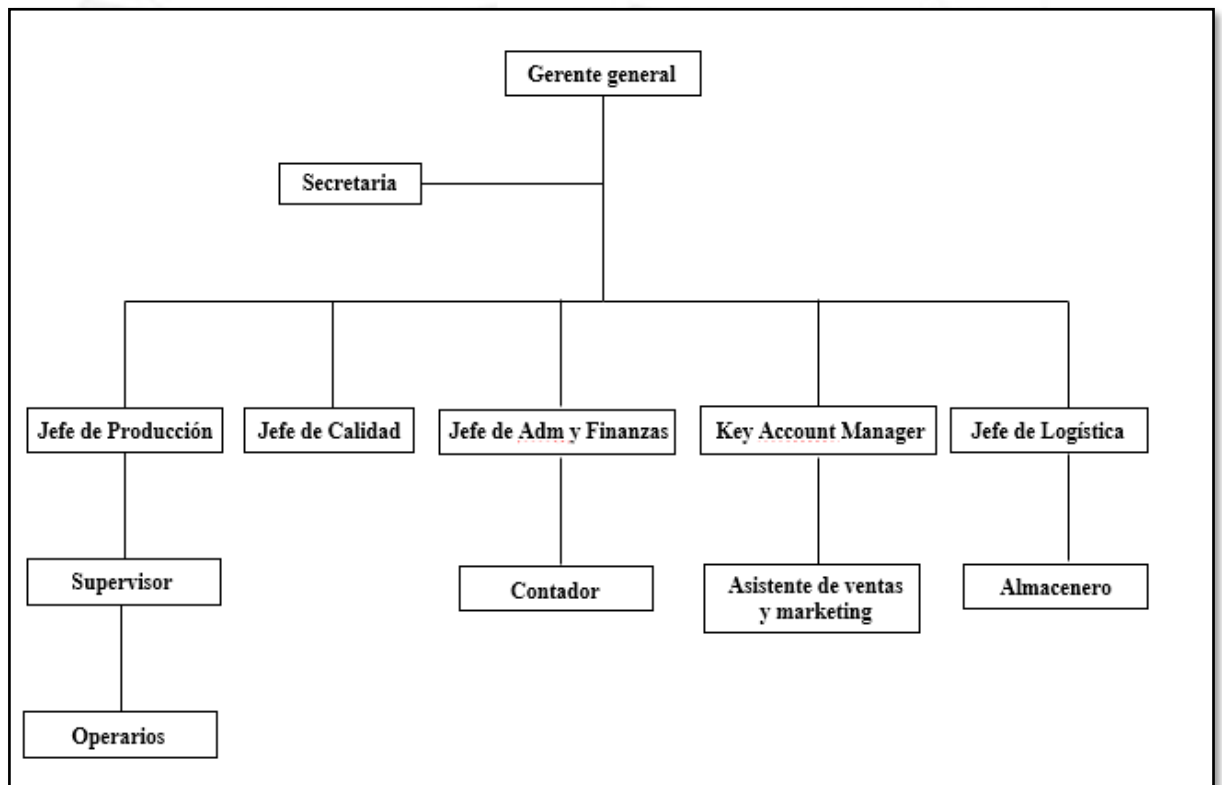 Gerente general
Secretaria
Jefe de Producción
Jefe de Calidad
Jefe de Adm y Finanzas
Key Account Manager
Jefe de Logística
Supervisor
Contador
Asistente de ventas
y marketing
Almacenero
Operarios